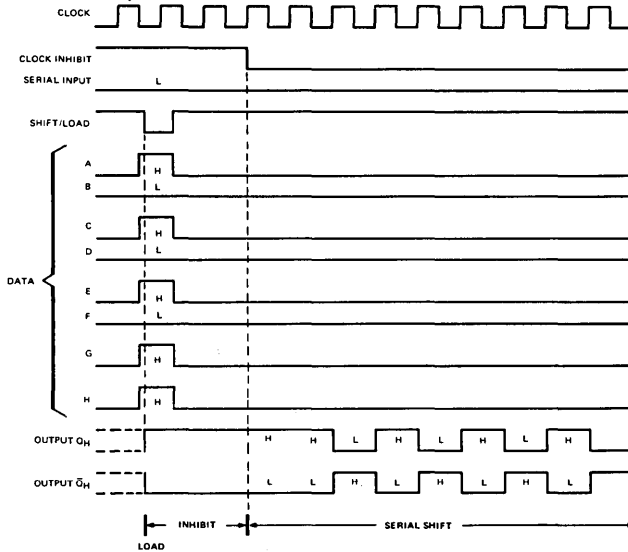 CLOCK
CLOCK INHIBIT
SERIAL INPUT L
SHIFT/LOAD
A H
B L
C H
D L
DATA
E H
F L
G H
H H
OUTPUT QH H H L H L H L H
OUTPUT Q̅H L L H L H L H L
INHIBIT SERIAL SHIFT
LOAD